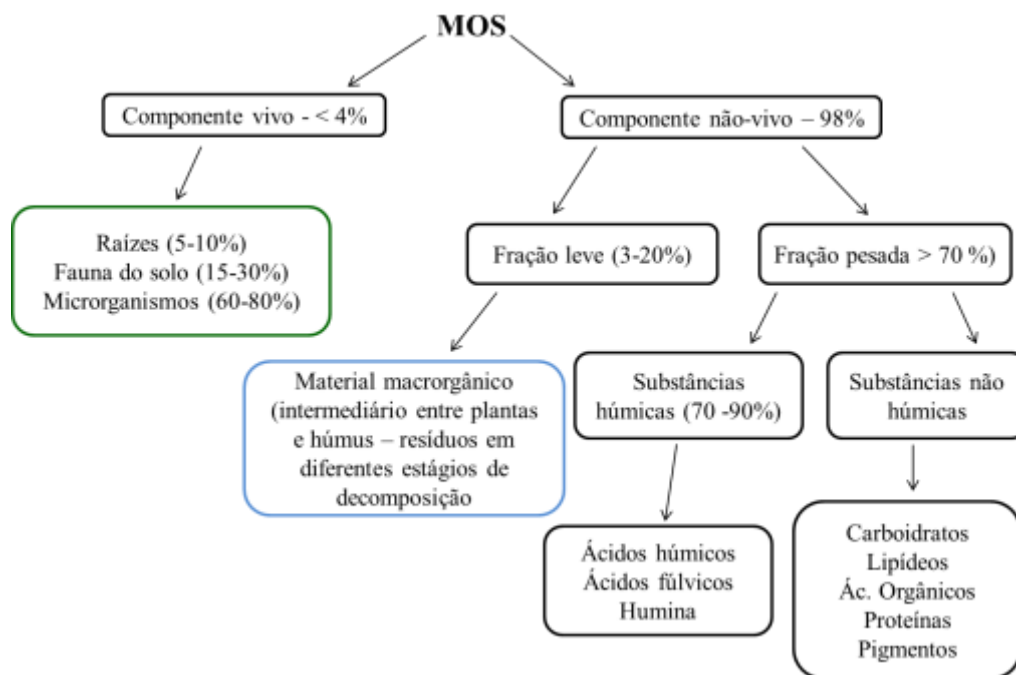 MOS
Componente vivo - < 4%
Componente não-vivo – 98%
Raízes (5-10%)
Fauna do solo (15-30%)
Microrganismos (60-80%)
Fração leve (3-20%)
Fração pesada > 70 %)
Material macrorgânico
(intermediário entre plantas
e húmus – resíduos em
diferentes estágios de
decomposição
Substâncias
húmicas (70 -90%)
Substâncias não
húmicas
Ácidos húmicos
Ácidos fúlvicos
Humina
Carboidratos
Lipídeos
Ác. Orgânicos
Proteínas
Pigmentos